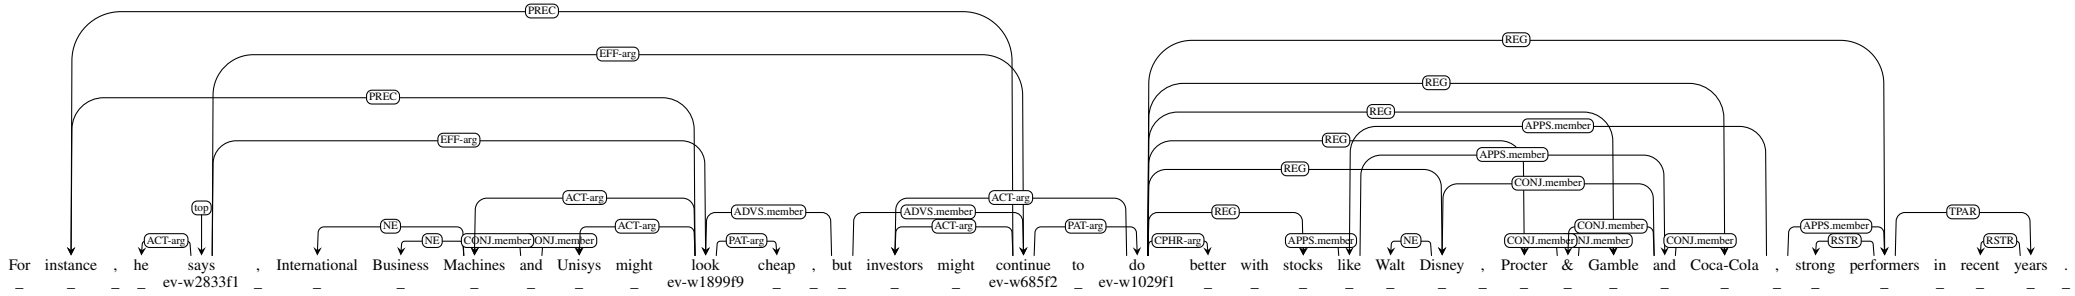 PREC
EFF-arg
REG
REG
PREC
REG
APPS.member
EFF-arg
REG
APPS.member
REG
CONJ.member
ACT-arg
ACT-arg
top
ADVS.member
ADVS.member
REG
APPS.member
TPAR
NE
ACT-arg
ACT-arg
CONJ.member
ACT-arg
NE
CONJ.member
ONJ.member
PAT-arg
PAT-arg
CPHR-arg
APPS.member
NE
CONJ.member
NJ.member
CONJ.member
RSTR
RSTR
For instance , he says , International Business Machines and Unisys might look cheap , but investors might continue to do better with stocks like Walt Disney , Procter & Gamble and Coca-Cola , strong performers in recent years .
_ _ _ _ ev-w2833f1 _ _ _ _ _ _ _ ev-w1899f9 _ _ _ _ _ ev-w685f2 _ ev-w1029f1 _ _ _ _ _ _ _ _ _ _ _ _ _ _ _ _ _ _ _